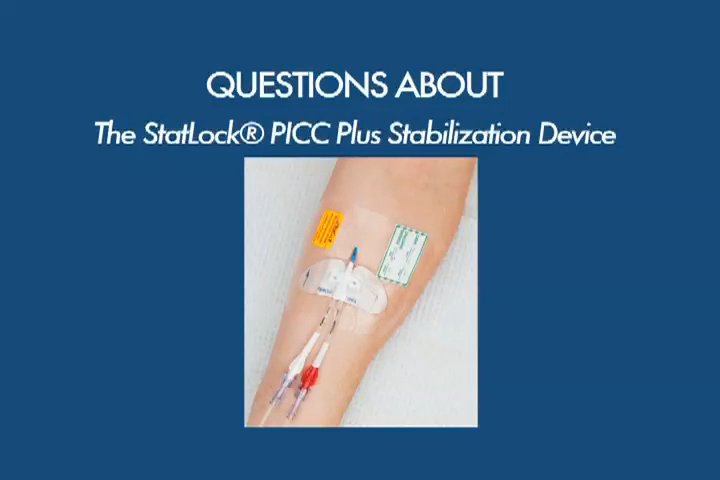 QUESTIONS ABOUT
The StatLock® PICC Plus Stabilization Device